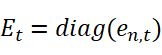 E_t = diag(e_{n,t})